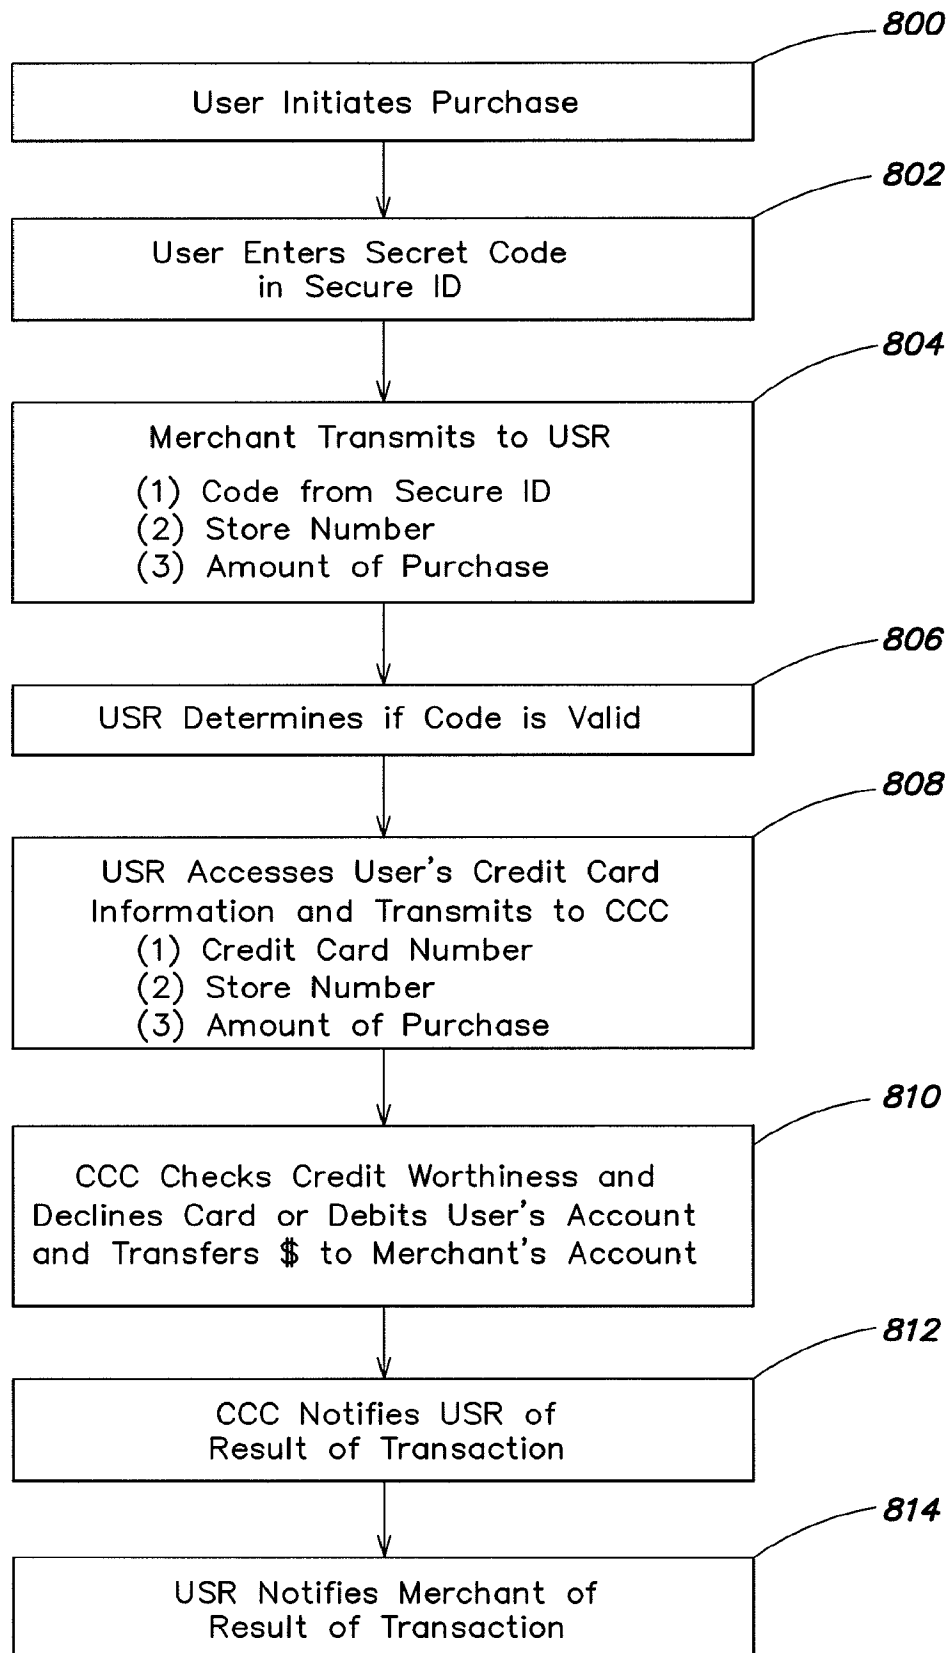 800
User Initiates Purchase
802
User Enters Secret Code
in Secure ID
804
Merchant Transmits to USR
(1) Code from Secure ID
(2) Store Number
(3) Amount of Purchase
806
USR Determines if Code is Valid
808
USR Accesses User's Credit Card
Information and Transmits to CCC
(1) Credit Card Number
(2) Store Number
(3) Amount of Purchase
810
CCC Checks Credit Worthiness and
Declines Card or Debits User's Account
and Transfers $ to Merchant's Account
812
CCC Notifies USR of
Result of Transaction
814
USR Notifies Merchant of
Result of Transaction